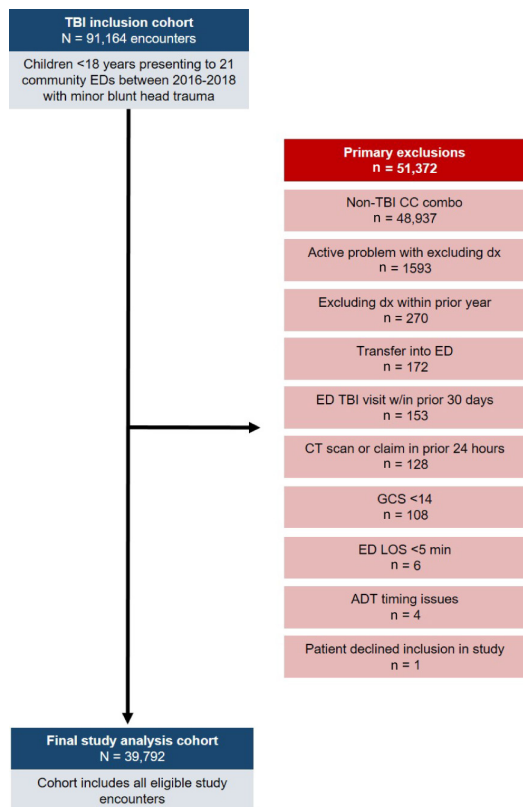 TBI inclusion cohort
N = 91,164 encounters
Children <18 years presenting to 21
community EDs between 2016-2018
with minor blunt head trauma
Primary exclusions
n = 51,372
Non-TBI CC combo
n = 48,937
Active problem with excluding dx
n = 1593
Excluding dx within prior year
n = 270
Transfer into ED
n = 172
ED TBI visit w/in prior 30 days
n = 153
CT scan or claim in prior 24 hours
n = 128
GCS <14
n = 108
ED LOS <5 min
n = 6
ADT timing issues
n = 4
Patient declined inclusion in study
n = 1
Final study analysis cohort
N = 39,792
Cohort includes all eligible study
encounters